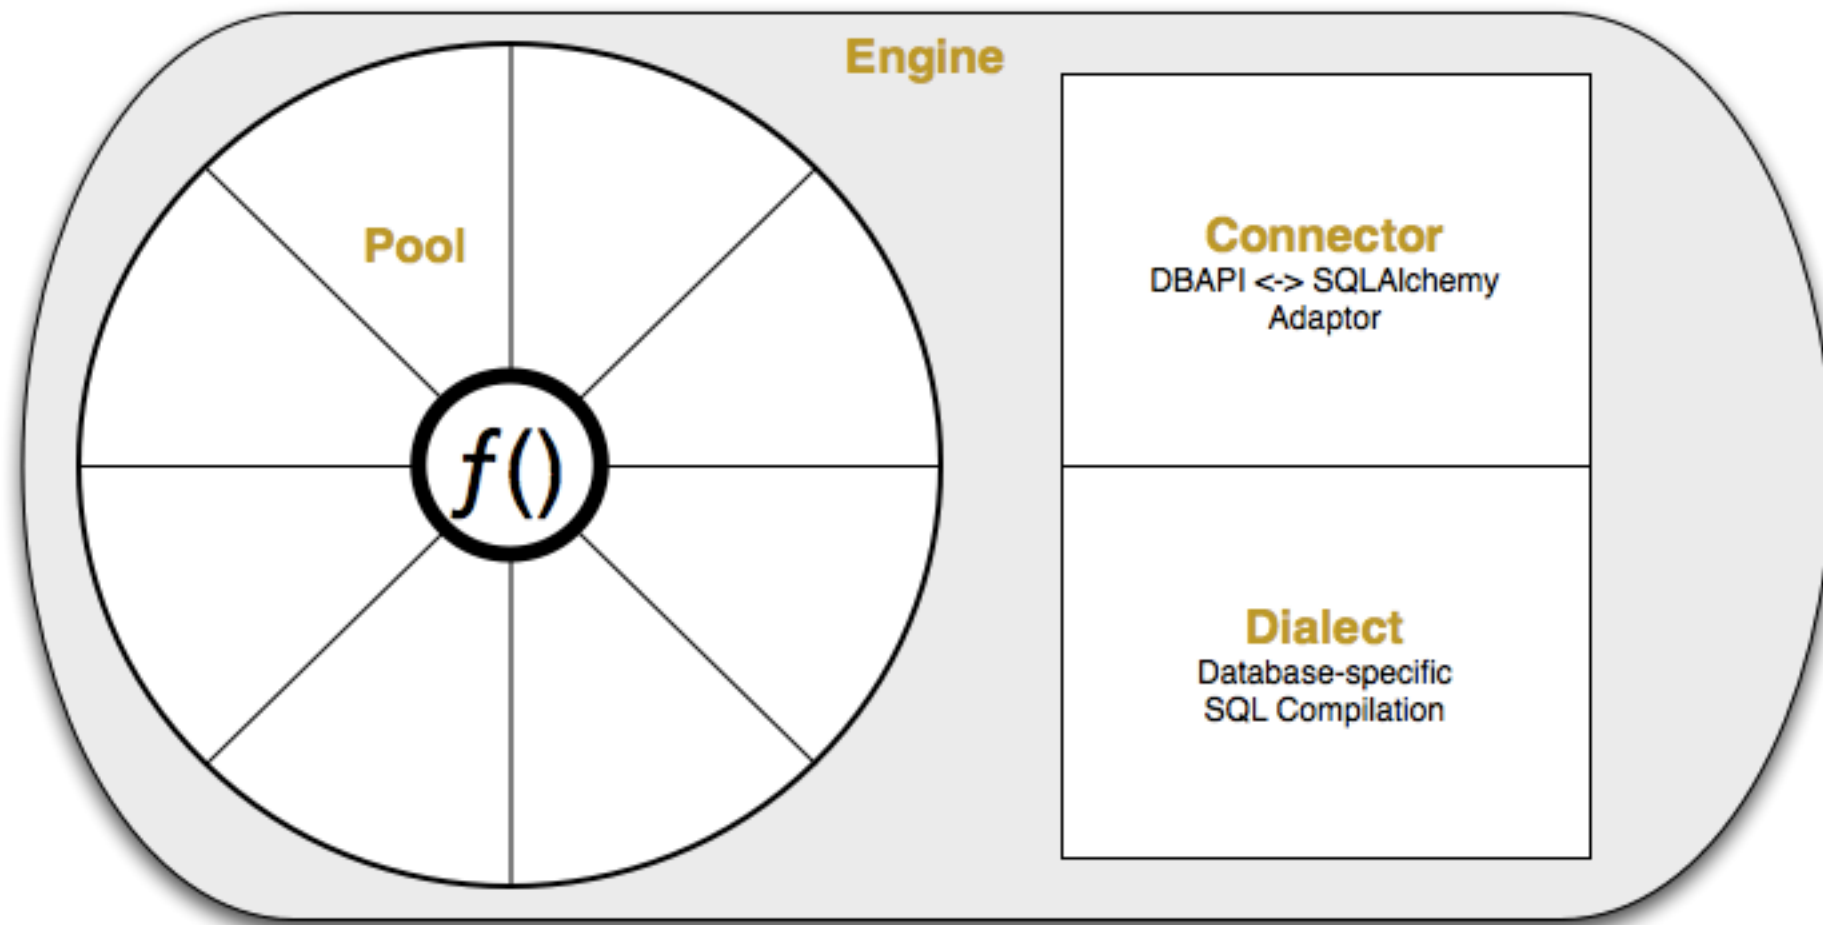 Engine
Pool
f()
Connector
DBAPI <-> SQLAlchemy
Adaptor
Dialect
Database-specific
SQL Compilation